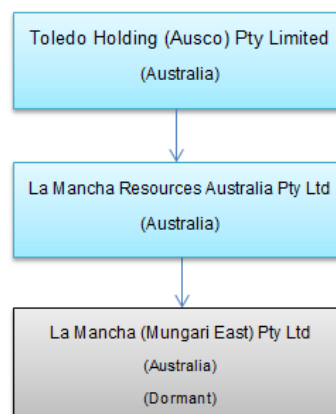 Toledo Holding (Ausco) Pty Limited
(Australia)
La Mancha Resources Australia Pty Ltd
(Australia)
La Mancha (Mungari East) Pty Ltd
(Australia)
(Dormant)